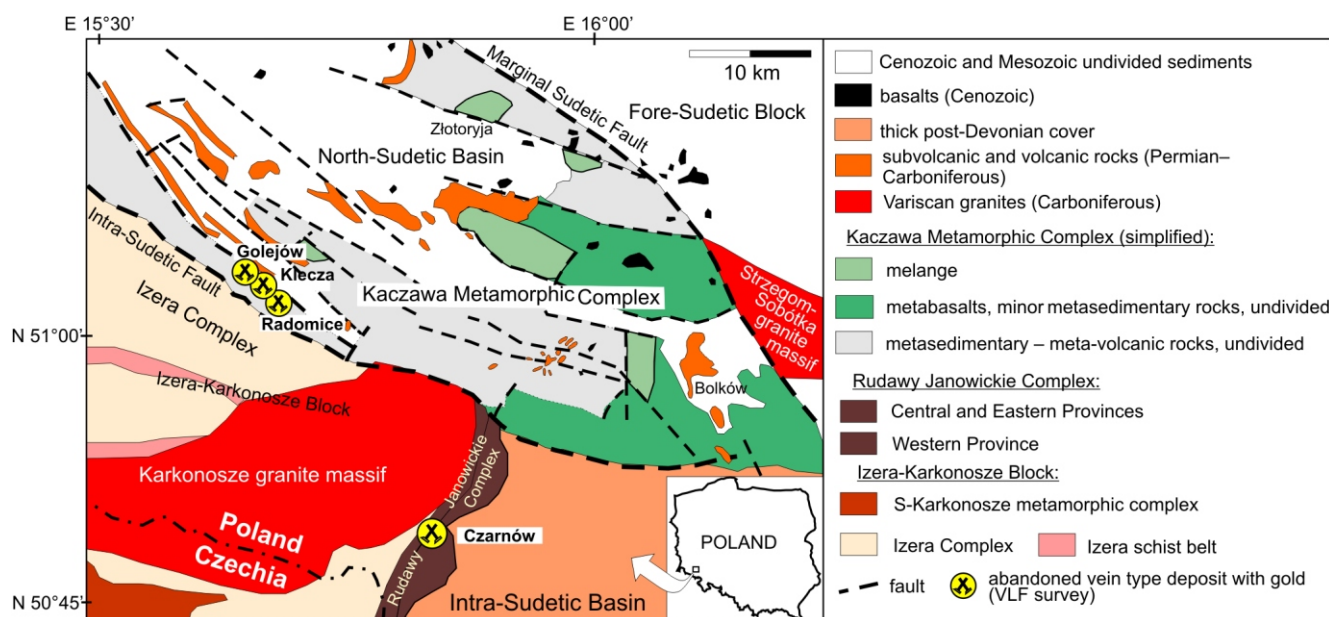 E 15°30’
E 16°00’
10 km
Marginal Sudetic Fault
Fore-Sudetic Block
Złotoryja
North-Sudetic Basin
Intra-Sudetic Fault
Golejów
Klecza
Radomice
Kaczawa Metamorphic Complex
Izera Complex
N 51°00’
Strzegom-
Sobótka
granite
massif
Bolków
Izera-Karkonosze Block
Karkonosze granite massif
Janowickie
Complex
Rudawy
Poland
Czechia
Czarnów
POLAND
N 50°45’
Intra-Sudetic Basin
Cenozoic and Mesozoic undivided sediments
basalts (Cenozoic)
thick post-Devonian cover
subvolcanic and volcanic rocks (Permian–
Carboniferous)
Variscan granites (Carboniferous)
Kaczawa Metamorphic Complex (simplified):
melange
metabasalts, minor metasedimentary rocks, undivided
metasedimentary – meta-volcanic rocks, undivided
Rudawy Janowickie Complex:
Central and Eastern Provinces
Western Province
Izera-Karkonosze Block:
S-Karkonosze metamorphic complex
Izera Complex
Izera schist belt
fault
abandoned vein type deposit with gold
(VLF survey)